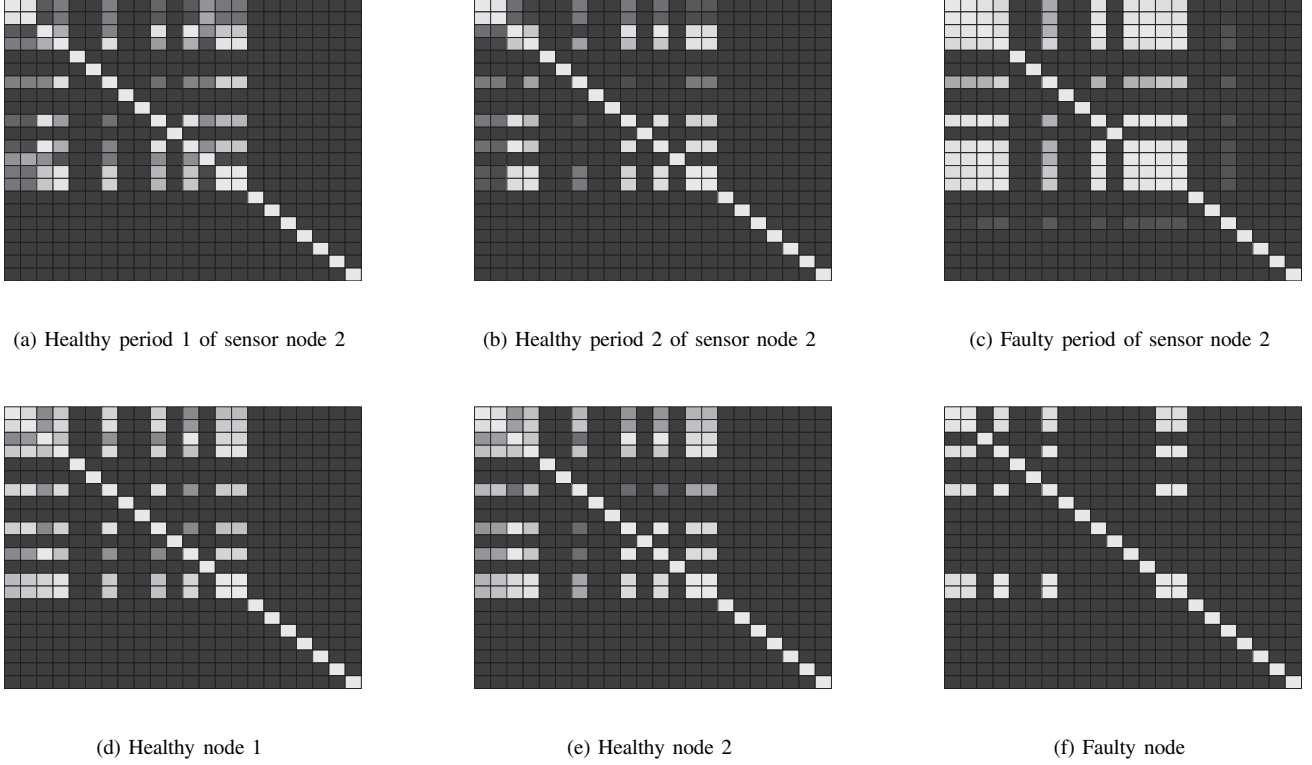 (a) Healthy period 1 of sensor node 2
(b) Healthy period 2 of sensor node 2
(c) Faulty period of sensor node 2
(d) Healthy node 1
(e) Healthy node 2
(f) Faulty node